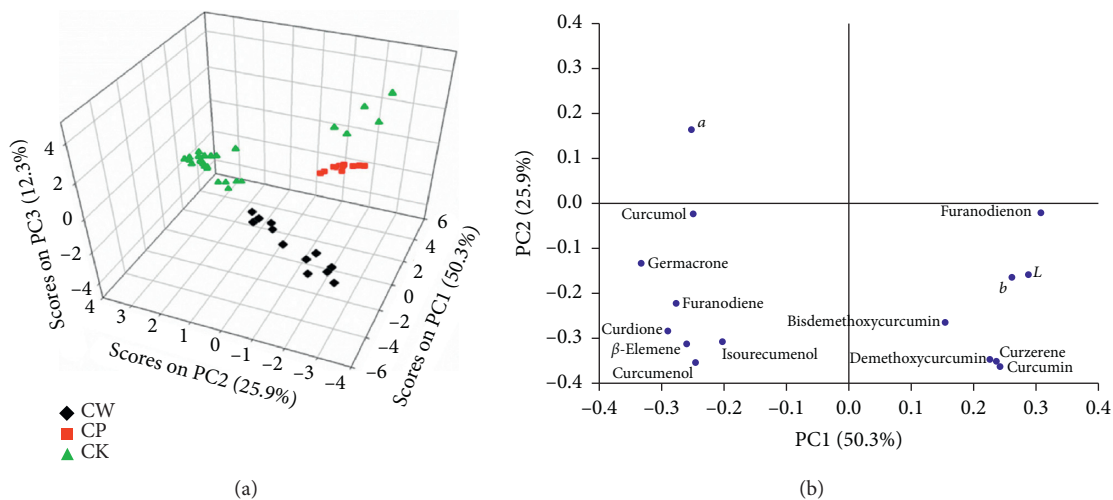 4
2
0
−2
−4
Scores on PC3 (12.3%)
4
3
2
1
0
−1
−2
−3
−4
Scores on PC2 (25.9%)
6
4
2
0
−2
−4
−6
Scores on PC1 (50.3%)
CW
CP
CK
(a)
0.4
0.3
0.2
0.1
0.0
−0.1
−0.2
−0.3
−0.4
PC2 (25.9%)
a
Curcumol
Furanodienon
Germacrone
L
b
Furanodiene
Bisdemethoxycurcumin
Curdione
β-Elemene
Isourecumenol
Curcumenol
Demethoxycurcumin
Curzerene
Curcumin
−0.4 −0.3 −0.2 −0.1 0.0 0.1 0.2 0.3 0.4
PC1 (50.3%)
(b)